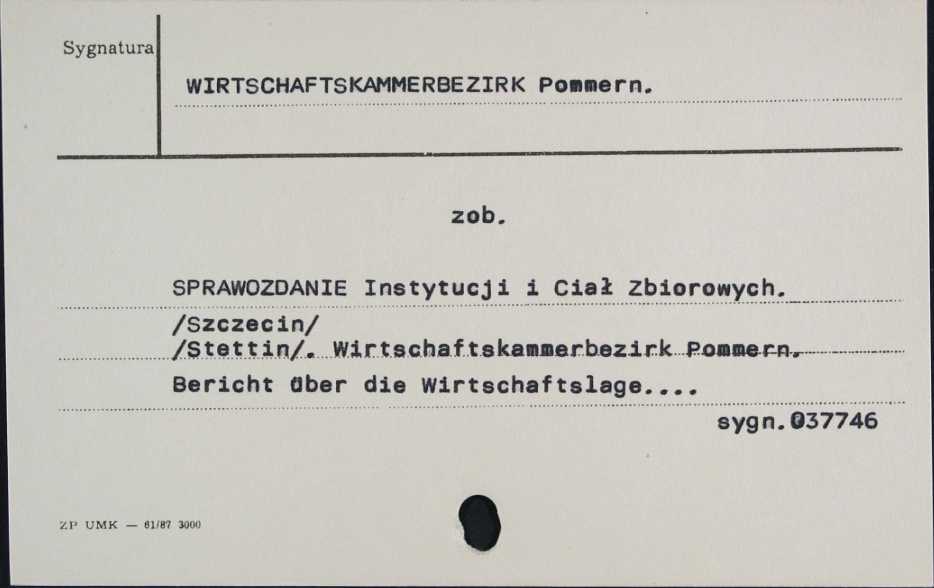 Sygnatura
WIRTSCHAFTSKAMMERBEZIRK Pommern.
zob.
SPRAWOZDANIE Instytucji i Ciał Zbiorowych.
/Szczecin/
/Stettin/. Wirtschaftskammerbezirk Pommern.
Bericht über die Wirtschaftslage....
sygn.037746
ZP UMK — 61/87 3000